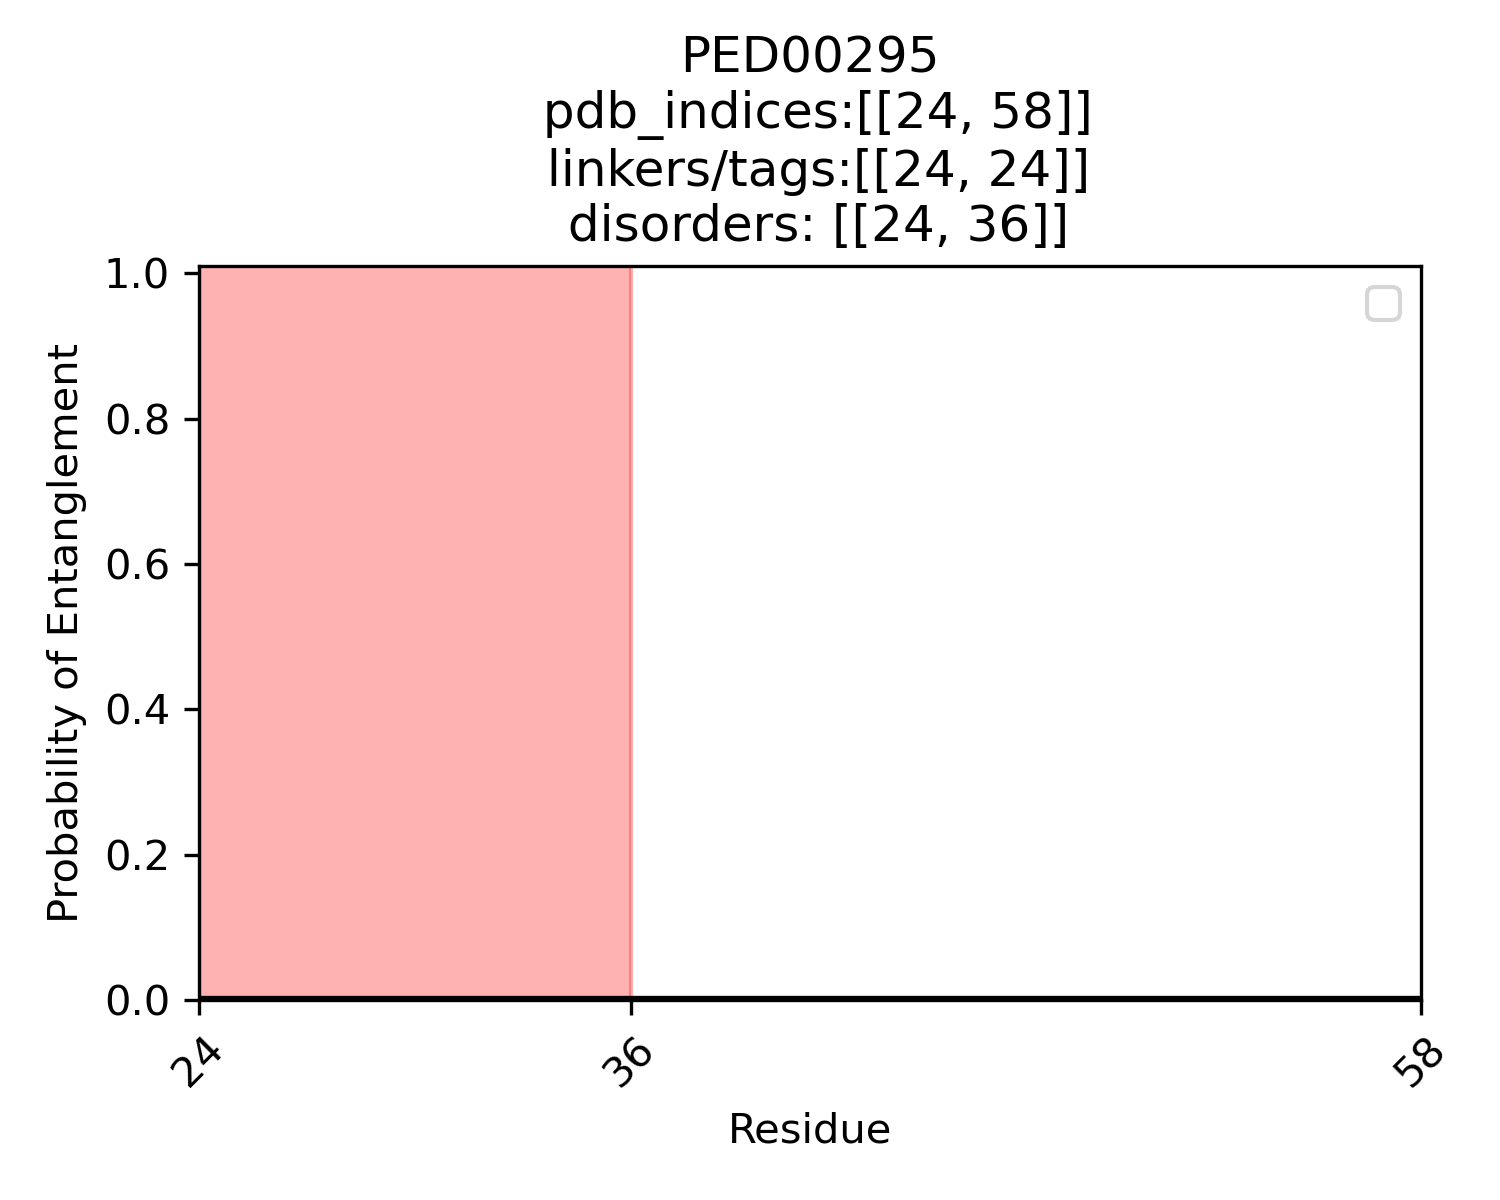 PED00295
pdb_indices:[[24, 58]]
linkers/tags:[[24, 24]]
disorders: [[24, 36]]
1.0
0.8
0.6
0.4
0.2
0.0
Probability of Entanglement
24
36
58
Residue